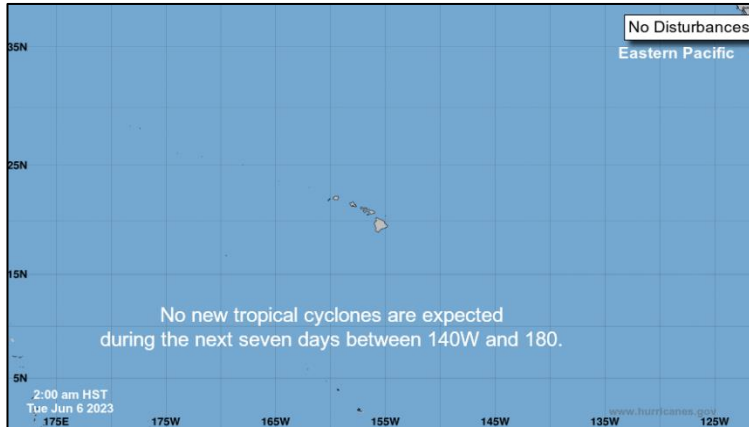 No Disturbances
35N
Eastern Pacific
25N
15N
No new tropical cyclones are expected
during the next seven days between 140W and 180.
5N
2:00 am HST
Tue Jun 6 2023
www.hurricanes.gov
175E
175W
165W
155W
145W
135W
125W